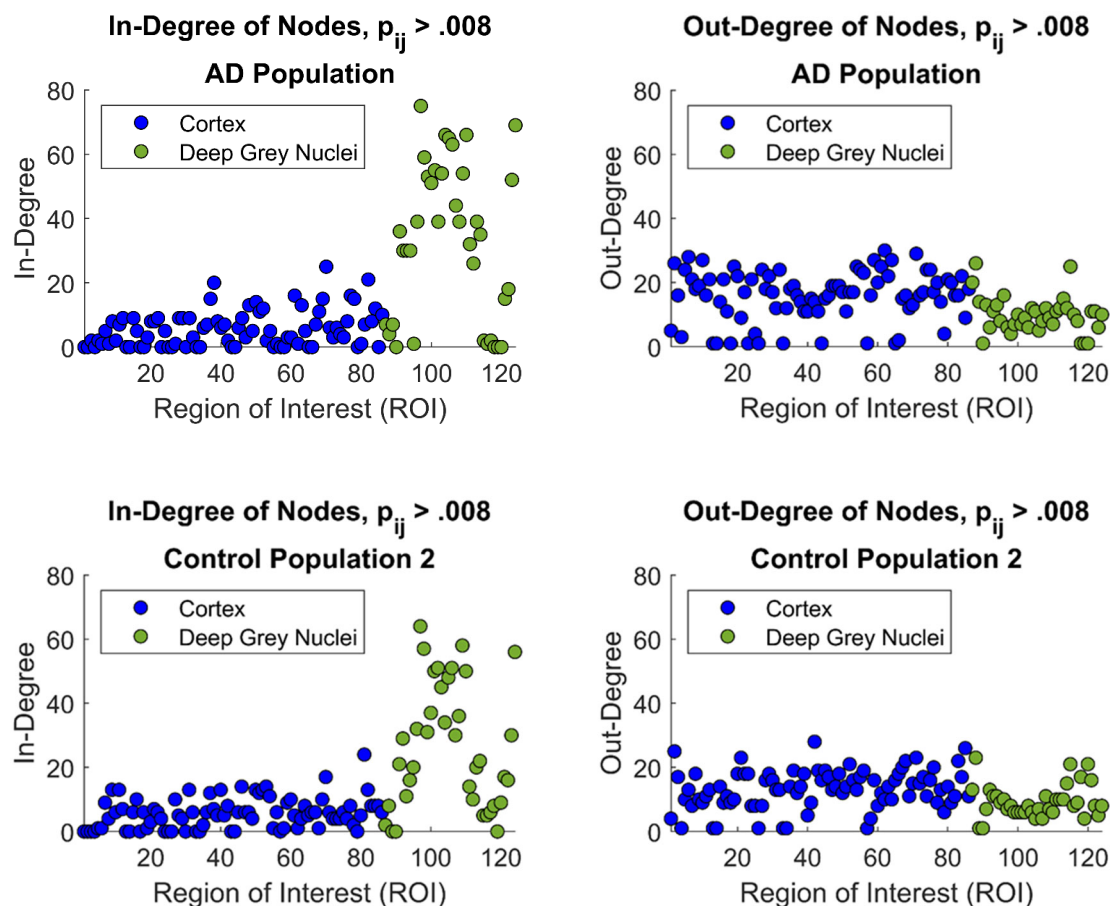 In-Degree of Nodes, p_ij > .008
AD Population
80
60
40
20
0
In-Degree
Cortex
Deep Grey Nuclei
20 40 60 80 100 120
Region of Interest (ROI)
Out-Degree of Nodes, p_ij > .008
AD Population
80
60
40
20
0
Out-Degree
Cortex
Deep Grey Nuclei
20 40 60 80 100 120
Region of Interest (ROI)
In-Degree of Nodes, p_ij > .008
Control Population 2
80
60
40
20
0
In-Degree
Cortex
Deep Grey Nuclei
20 40 60 80 100 120
Region of Interest (ROI)
Out-Degree of Nodes, p_ij > .008
Control Population 2
80
60
40
20
0
Out-Degree
Cortex
Deep Grey Nuclei
20 40 60 80 100 120
Region of Interest (ROI)